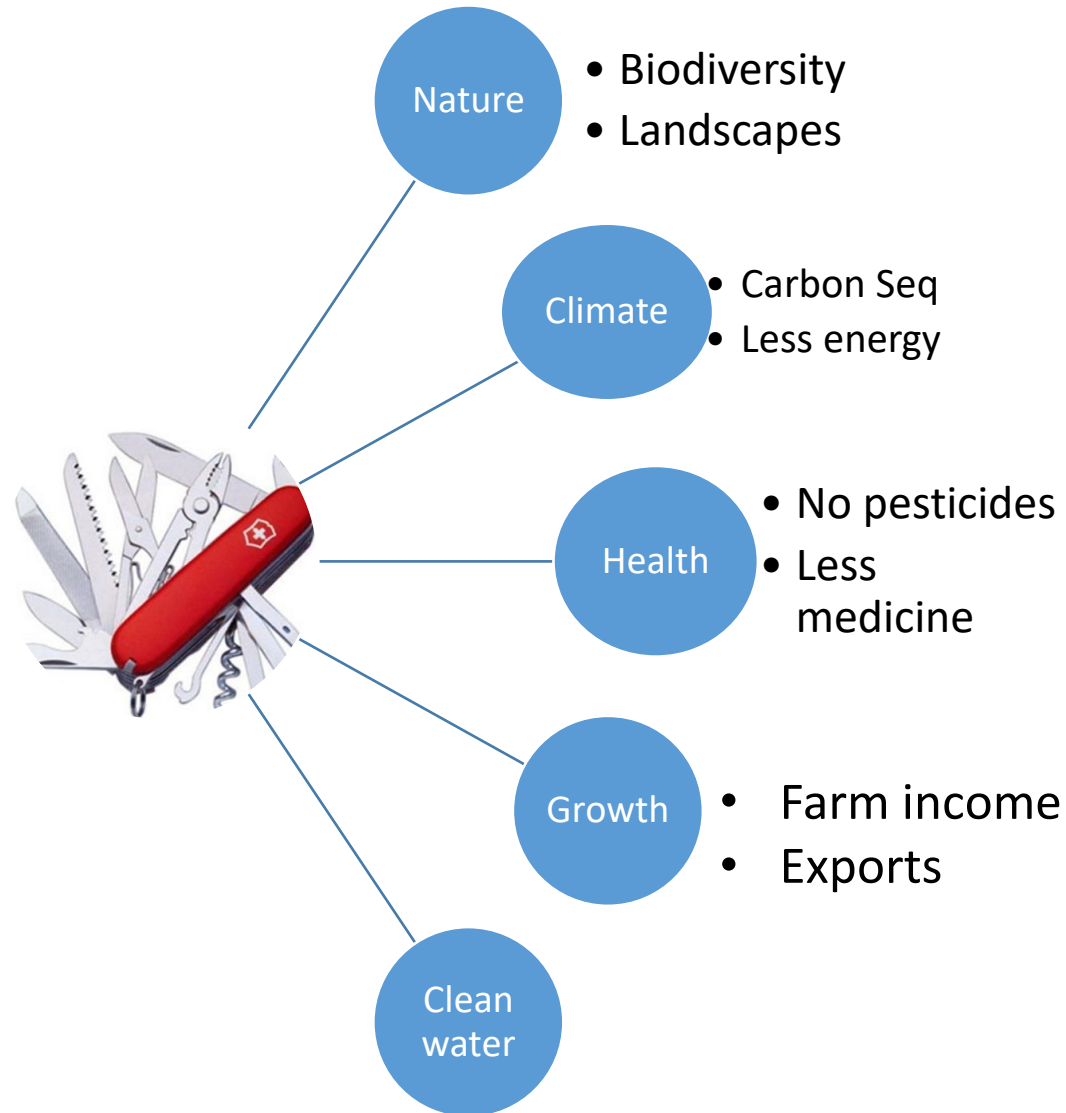 Nature
• Biodiversity
• Landscapes
Climate
• Carbon Seq
• Less energy
Health
• No pesticides
• Less
medicine
Growth
• Farm income
• Exports
Clean
water